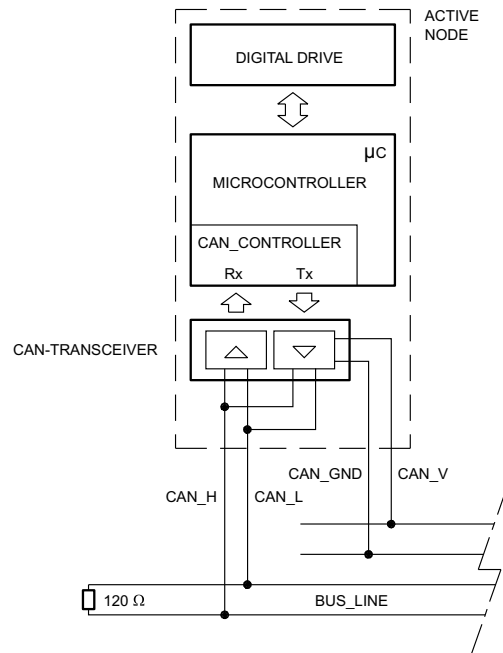 ACTIVE
NODE
DIGITAL DRIVE
µC
MICROCONTROLLER
CAN_CONTROLLER
Rx Tx
CAN-TRANSCEIVER
CAN_GND CAN_V
CAN_H CAN_L
120 Ω BUS_LINE